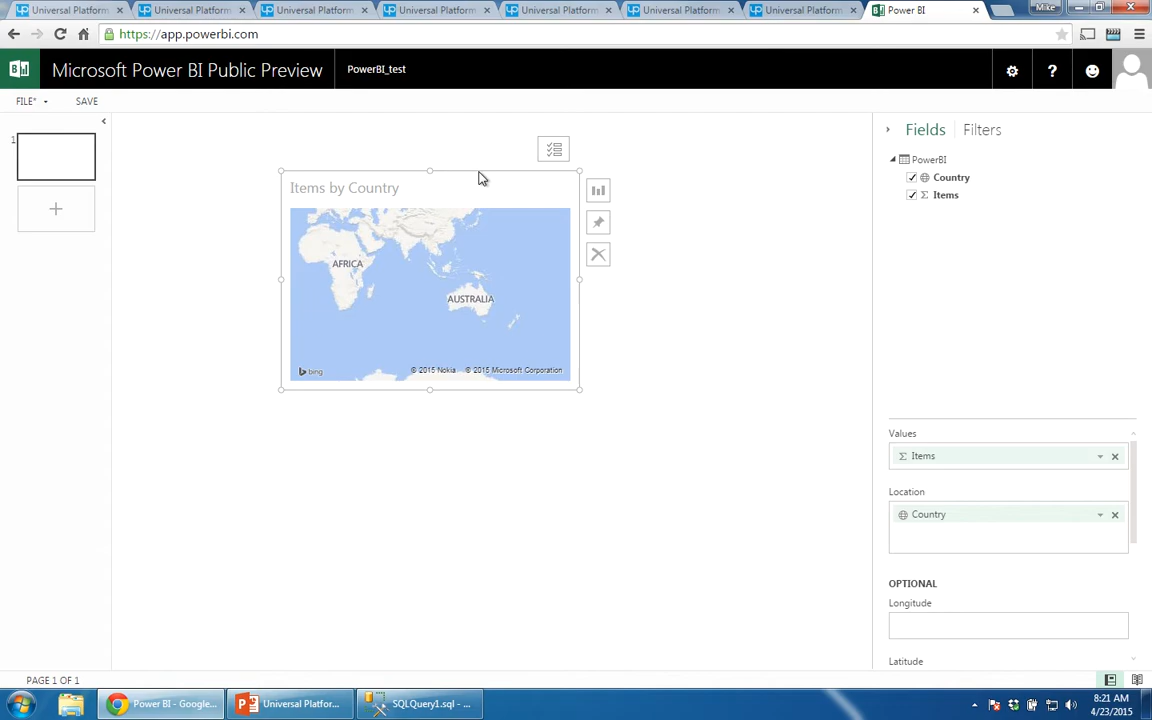 Universal Platform
Universal Platform
Universal Platform
Universal Platform
Universal Platform
Universal Platform
Universal Platform
Power BI
Mike
https://app.powerbi.com
Microsoft Power BI Public Preview
PowerBI_test
?
FILE*
SAVE
1
Fields
Filters
PowerBI
Country
Items
Items by Country
AFRICA
AUSTRALIA
bing
© 2015 Nokia © 2015 Microsoft Corporation
Values
Σ Items
Location
Country
OPTIONAL
Longitude
Latitude
PAGE 1 OF 1
Power BI - Google...
Universal Platfor...
SQLQuery1.sql - ...
8:21 AM
4/23/2015